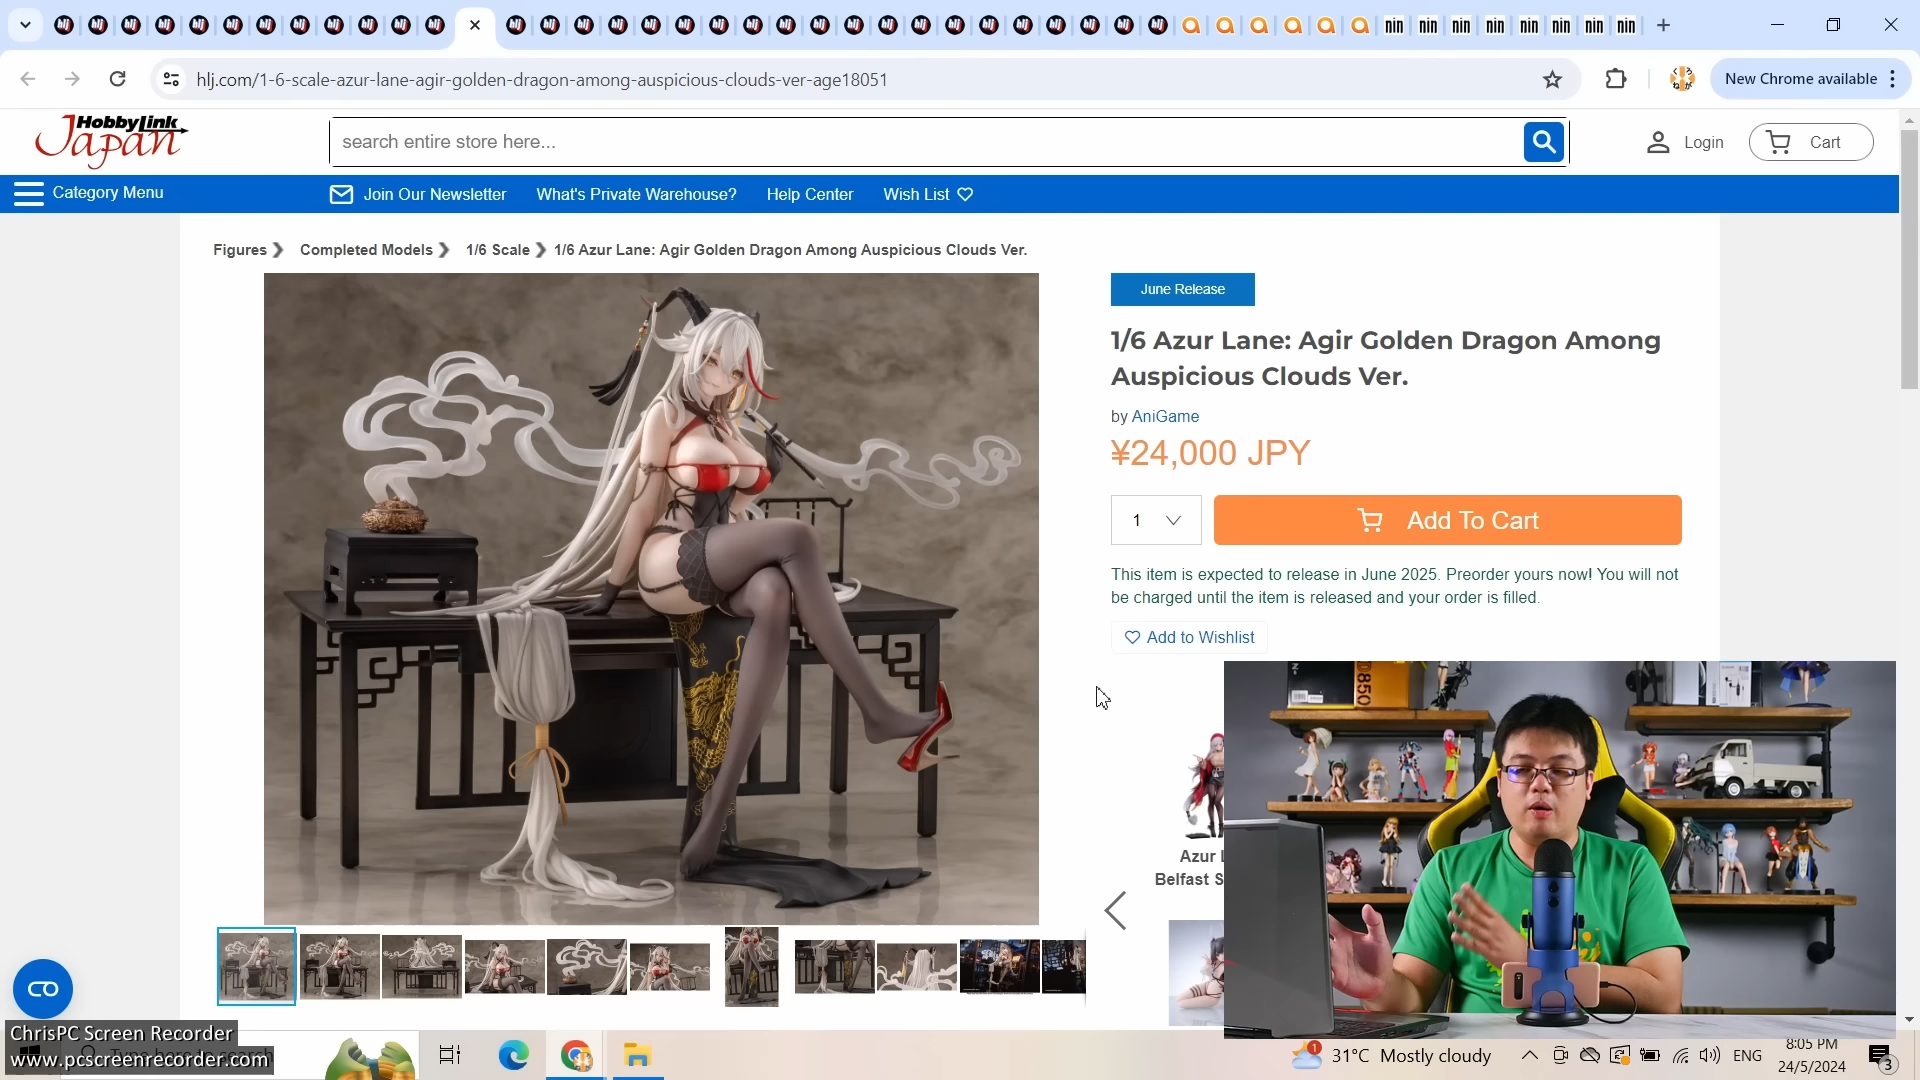 hlj.com/1-6-scale-azur-lane-agir-golden-dragon-among-auspicious-clouds-ver-age18051
New Chrome available
HobbyLink
Japan
search entire store here...
Login
Cart
Category Menu
Join Our Newsletter
What's Private Warehouse?
Help Center
Wish List
Figures
Completed Models
1/6 Scale
1/6 Azur Lane: Agir Golden Dragon Among Auspicious Clouds Ver.
June Release
1/6 Azur Lane: Agir Golden Dragon Among
Auspicious Clouds Ver.
by AniGame
¥24,000 JPY
1
Add To Cart
This item is expected to release in June 2025. Preorder yours now! You will not
be charged until the item is released and your order is filled.
Add to Wishlist
Azur L
Belfast S
ChrisPC Screen Recorder
www.pcscreenrecorder.com
31°C Mostly cloudy
ENG
8:05 PM
24/5/2024
3